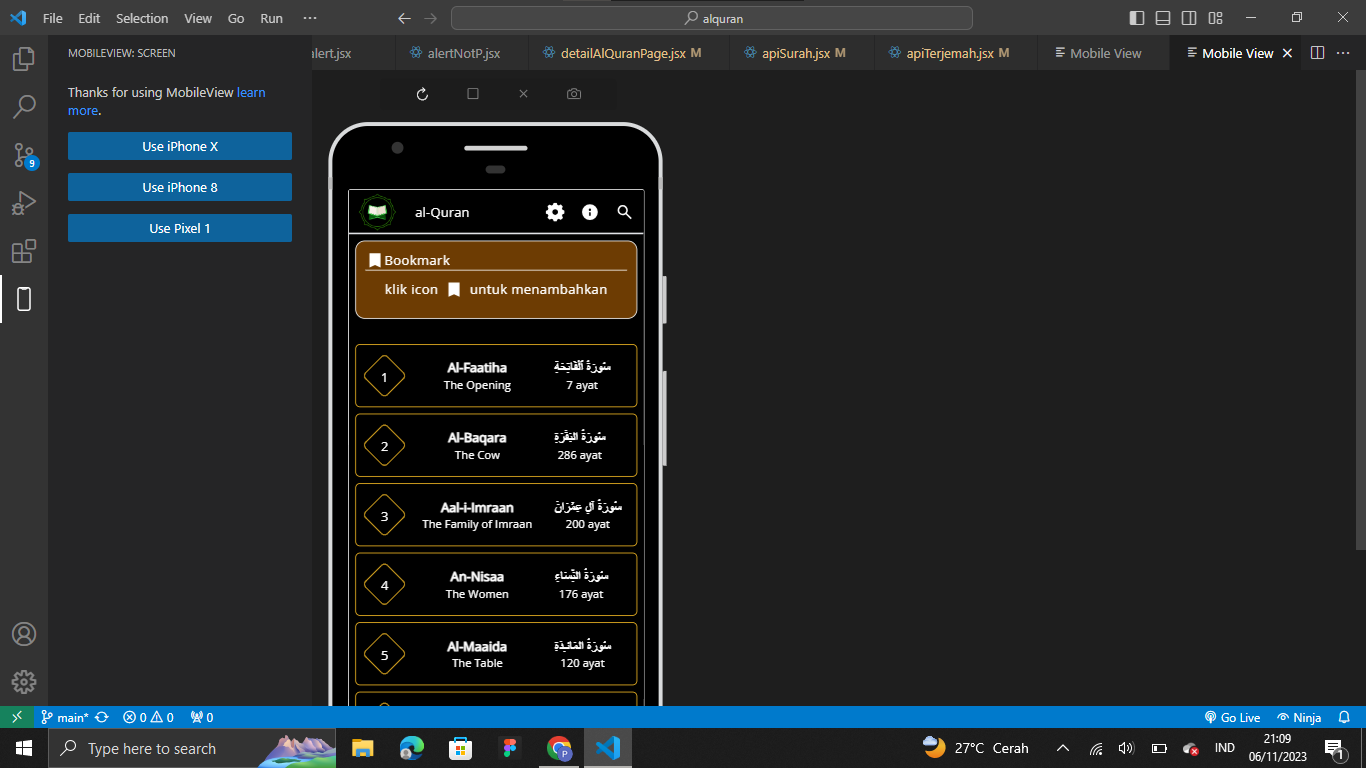 File Edit Selection View Go Run ···
alquran
MOBILEVIEW: SCREEN
alert.jsx
alertNotP.jsx
detailAlQuranPage.jsx M
apiSurah.jsx M
apiTerjemah.jsx M
Mobile View
Mobile View
Thanks for using MobileView learn
more.
Use iPhone X
Use iPhone 8
Use Pixel 1
9
al-Quran
Bookmark
klik icon untuk menambahkan
1
Al-Faatiha
The Opening
سُورَةُ ٱلْفَاتِحَةِ
7 ayat
2
Al-Baqara
The Cow
سُورَةُ البَقَرَةِ
286 ayat
3
Aal-i-Imraan
The Family of Imraan
سُورَةُ آلِ عِمۡرَانَ
200 ayat
4
An-Nisaa
The Women
سُورَةُ النِّسَاءِ
176 ayat
5
Al-Maaida
The Table
سُورَةُ المَائـِدَةِ
120 ayat
main* 0 0 0
Go Live Ninja
Type here to search
27°C Cerah
IND
21:09
06/11/2023
1